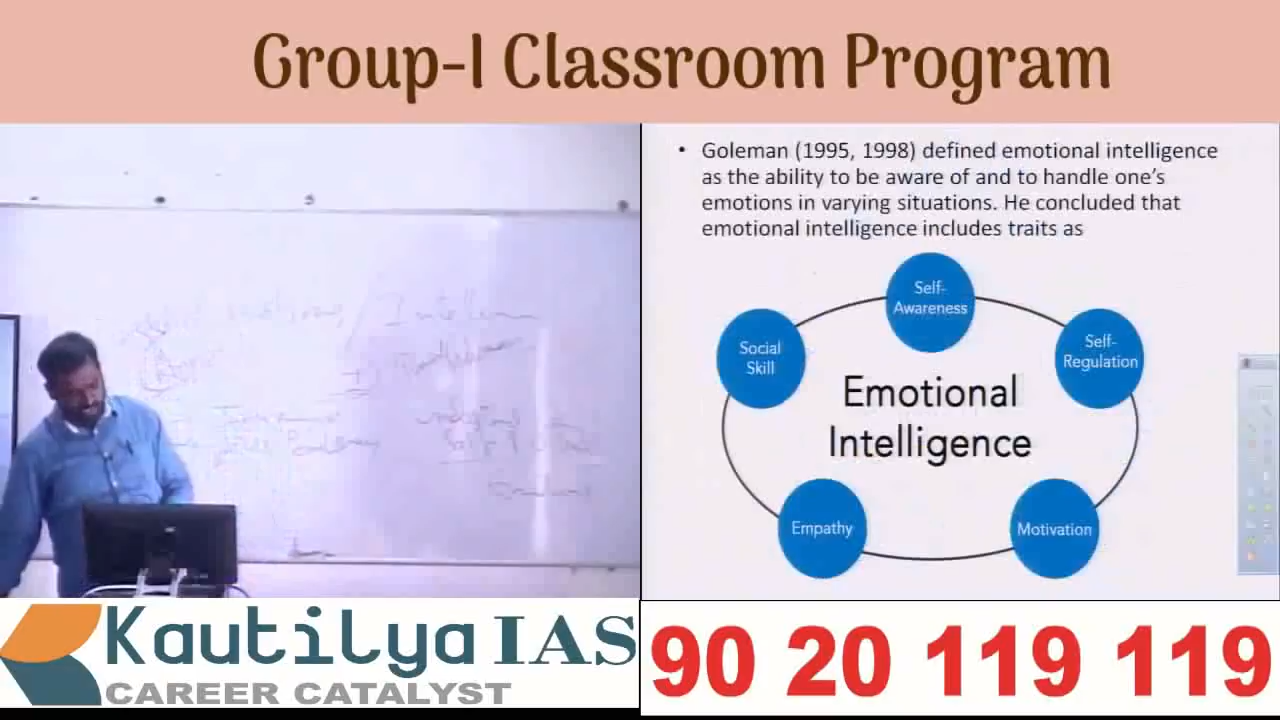 Group-I Classroom Program
• Goleman (1995, 1998) defined emotional intelligence
as the ability to be aware of and to handle one's
emotions in varying situations. He concluded that
emotional intelligence includes traits as
Self-
Awareness
Social
Skill
Self-
Regulation
Emotional
Intelligence
Empathy
Motivation
Kautilya IAS
CAREER CATALYST
90 20 119 119